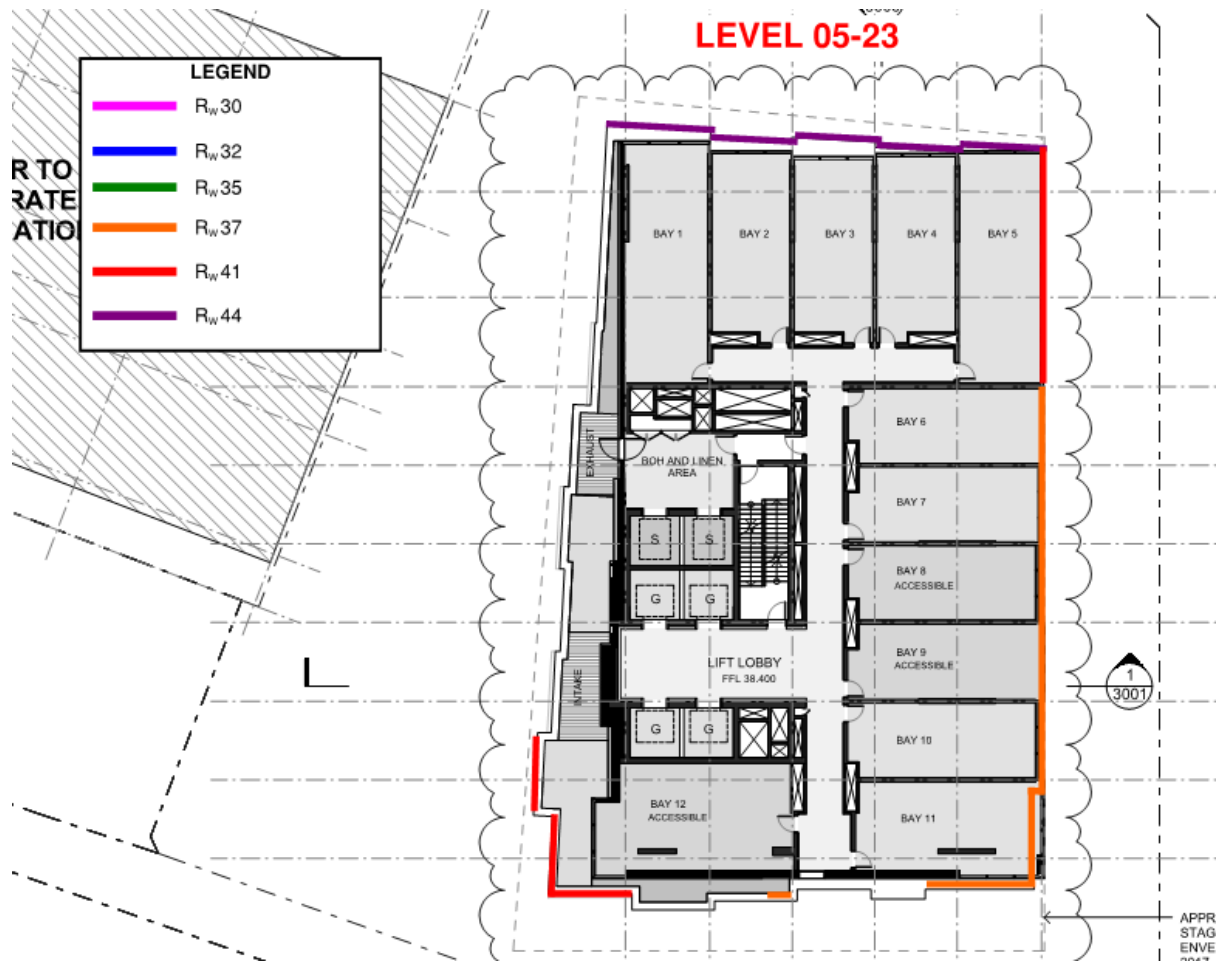 LEVEL 05-23
LEGEND
Rw30
Rw32
Rw35
Rw37
Rw41
Rw44
R TO
RATE
BAY 1
BAY 2
BAY 3
BAY 4
BAY 5
BAY 6
EXHAUST
BOH AND LINEN
AREA
BAY 7
S
S
BAY 8
ACCESSIBLE
G
G
LIFT LOBBY
FFL 38.400
BAY 9
ACCESSIBLE
INTAKE
1
3001
G
G
BAY 10
BAY 12
ACCESSIBLE
BAY 11
APPR
STAG
ENVE